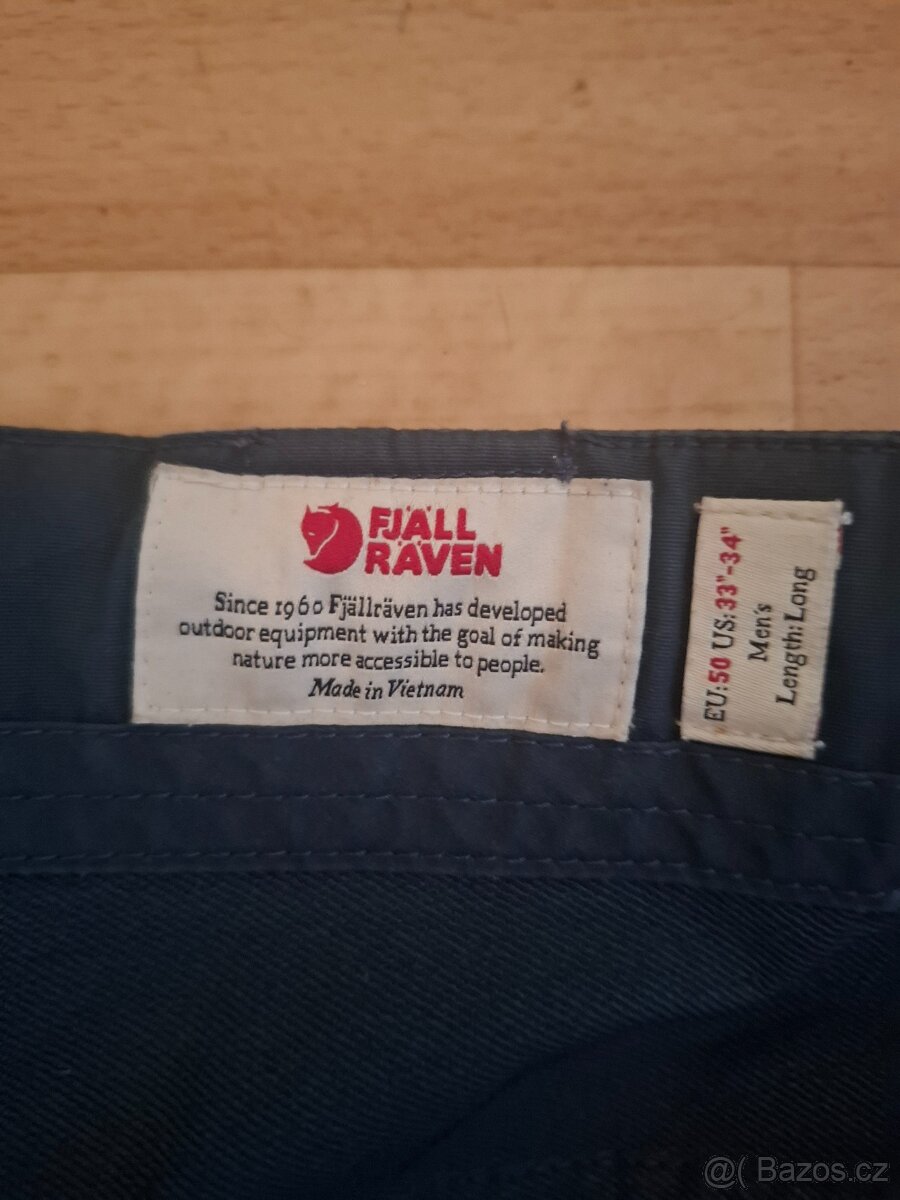 FJÄLL
RÄVEN
Since 1960 Fjällräven has developed
outdoor equipment with the goal of making
nature more accessible to people.
Made in Vietnam
EU:50 US:33"-34"
Men's
Length:Long
@( Bazos.cz